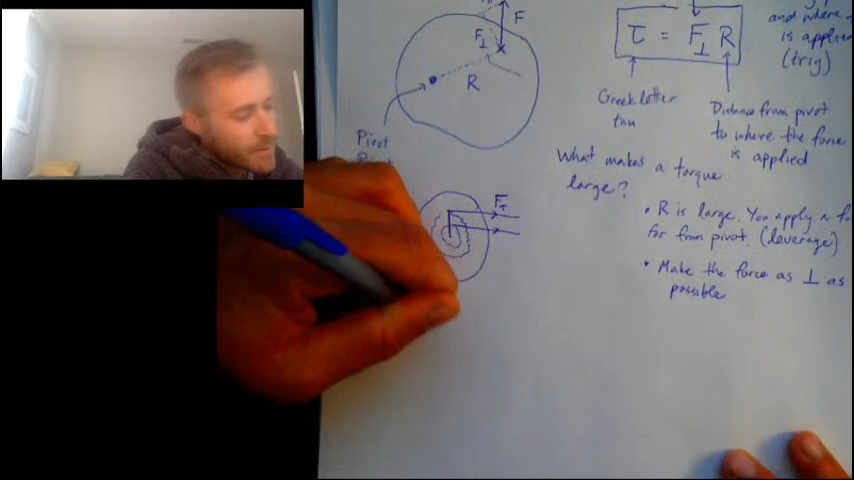 F
F⊥
R
Pivot
τ = F⊥ R
and where
is applied
(trig)
Greek letter
tau
Distance from pivot
to where the force
is applied
What makes a torque
large?
• R is large. You apply a
far from pivot. (leverage)
• Make the force as ⊥ as
possible